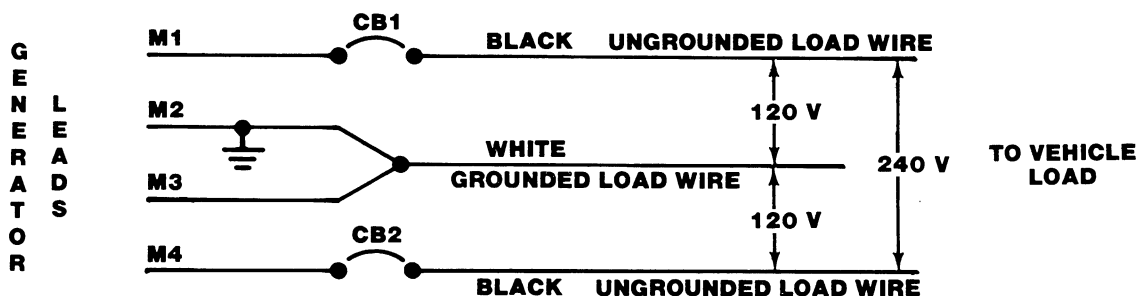 GENERATOR
LEADS
M1
CB1
BLACK UNGROUNDED LOAD WIRE
M2
120 V
WHITE
GROUNDED LOAD WIRE
240 V
TO VEHICLE
LOAD
M3
120 V
M4
CB2
BLACK UNGROUNDED LOAD WIRE